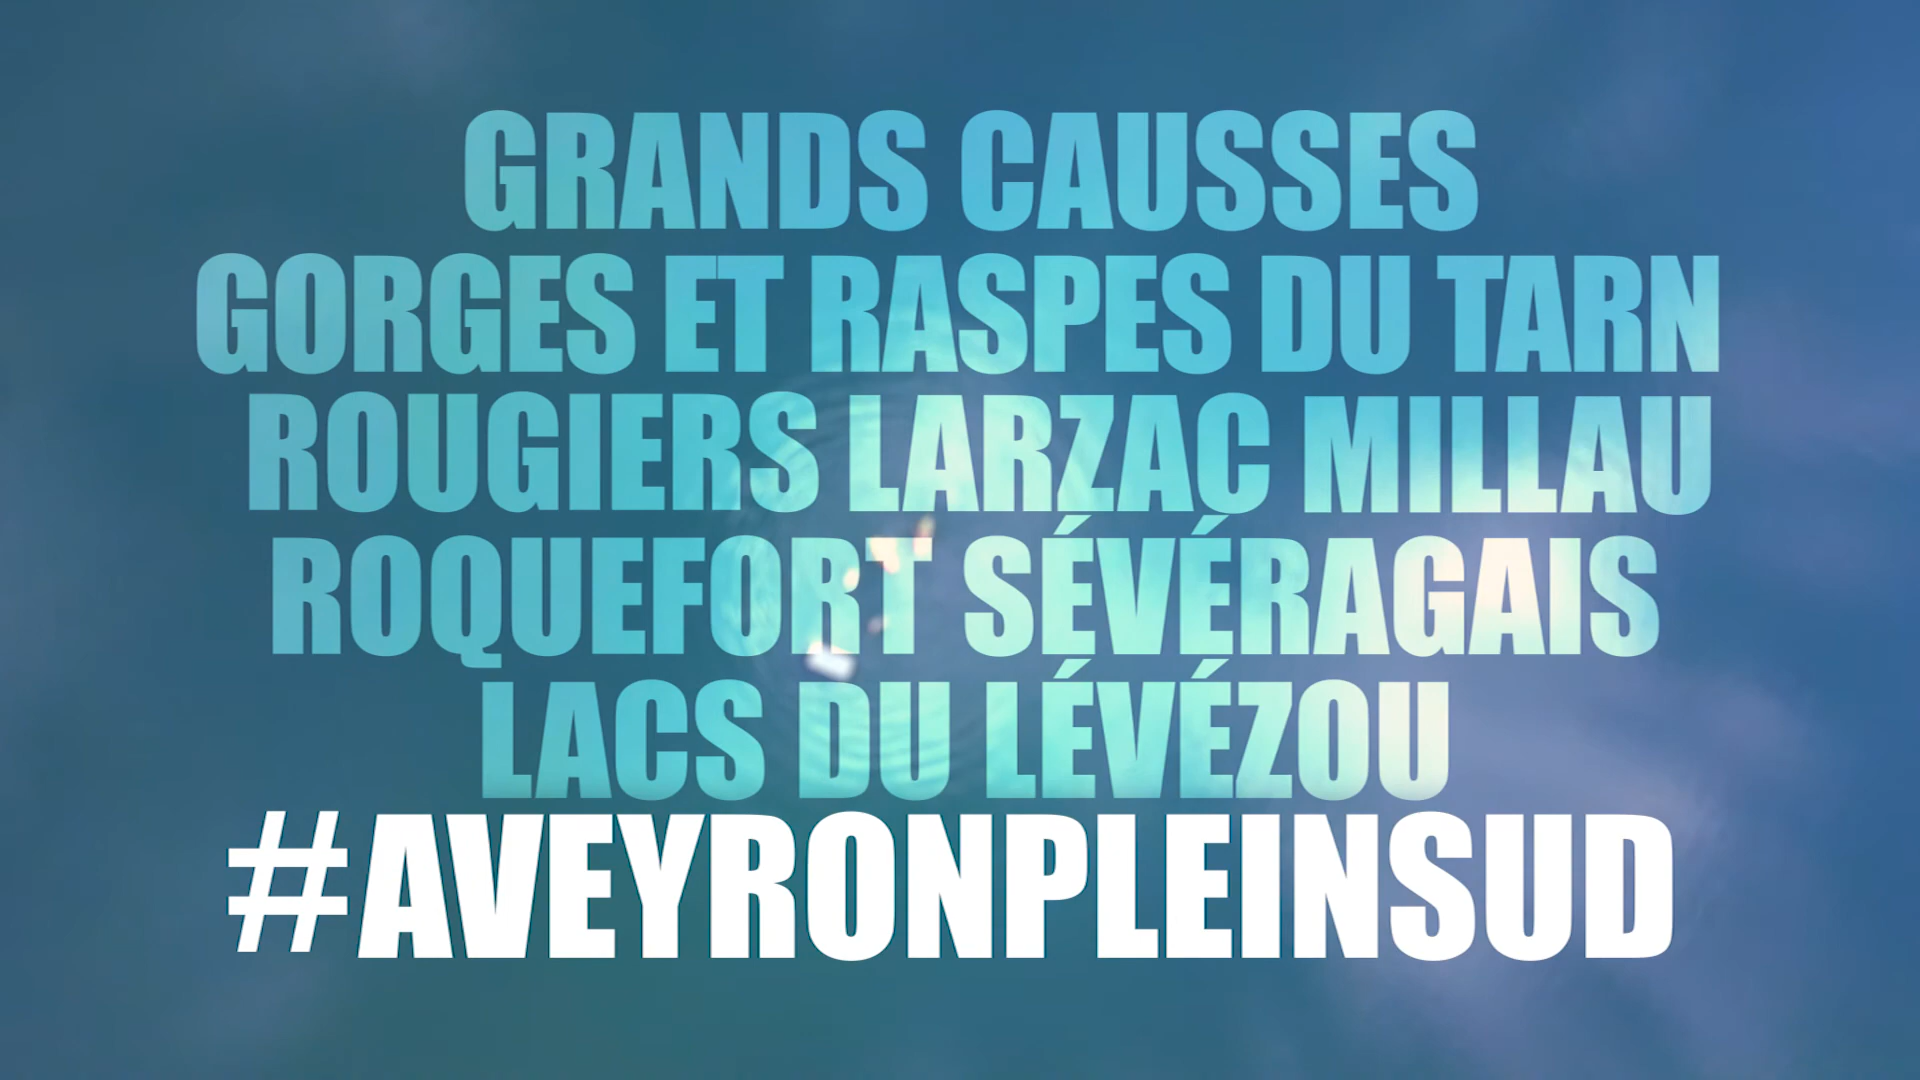 GRANDS CAUSSES
GORGES ET RASPES DU TARN
ROUGIERS LARZAC MILLAU
ROQUEFORT SÉVÉRAGAIS
LACS DU LÉVÉZOU
#AVEYRONPLEINSUD